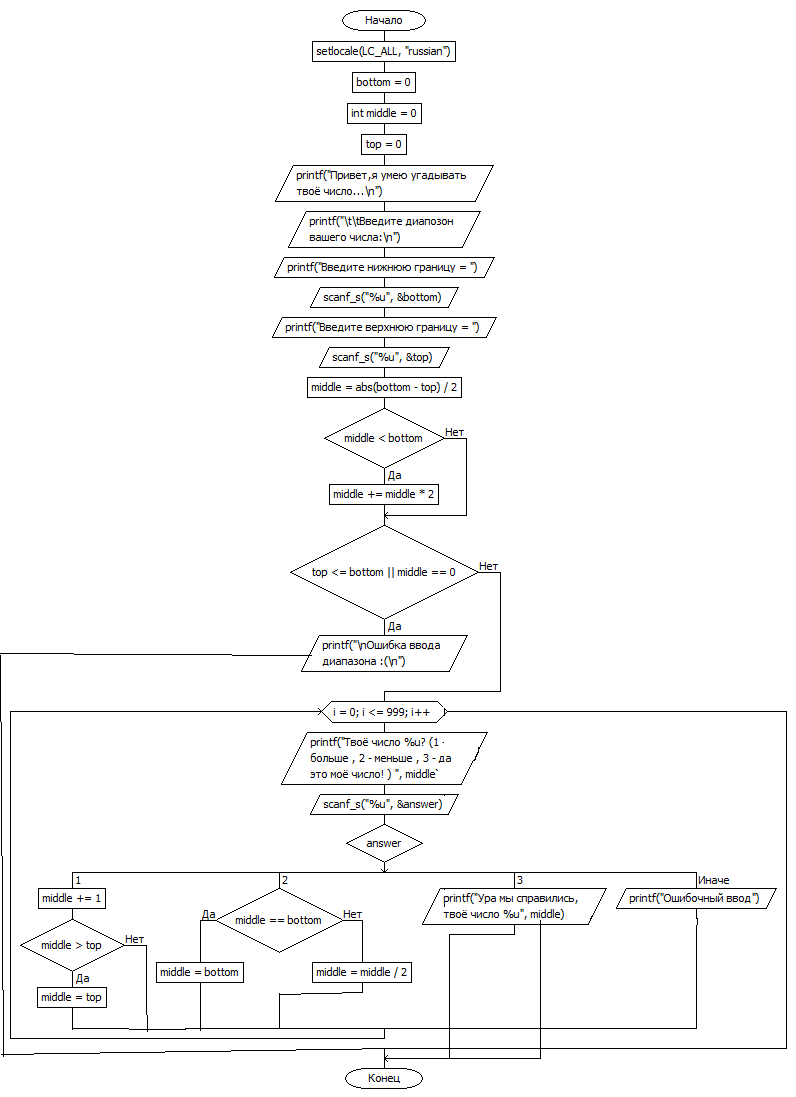 Начало
setlocale(LC_ALL, "russian")
bottom = 0
int middle = 0
top = 0
printf("Привет,я умею угадывать
твоё число...\n")
printf("\t\tВведите диапозон
вашего числа:\n")
printf("Введите нижнюю границу = ")
scanf_s("%u", &bottom)
printf("Введите верхнюю границу = ")
scanf_s("%u", &top)
middle = abs(bottom - top) / 2
middle < bottom
Нет
Да
middle += middle * 2
top <= bottom || middle == 0
Нет
Да
printf("\nОшибка ввода
диапазона :(\n")
i = 0; i <= 999; i++
printf("Твоё число %u? (1 -
больше , 2 - меньше , 3 - да
это моё число! ) ", middle`
scanf_s("%u", &answer)
answer
1
2
3
Иначе
middle += 1
middle > top
Нет
Да
middle = top
Да
middle == bottom
Нет
middle = bottom
middle = middle / 2
printf("Ура мы справились,
твоё число %u", middle)
printf("Ошибочный ввод")
Конец